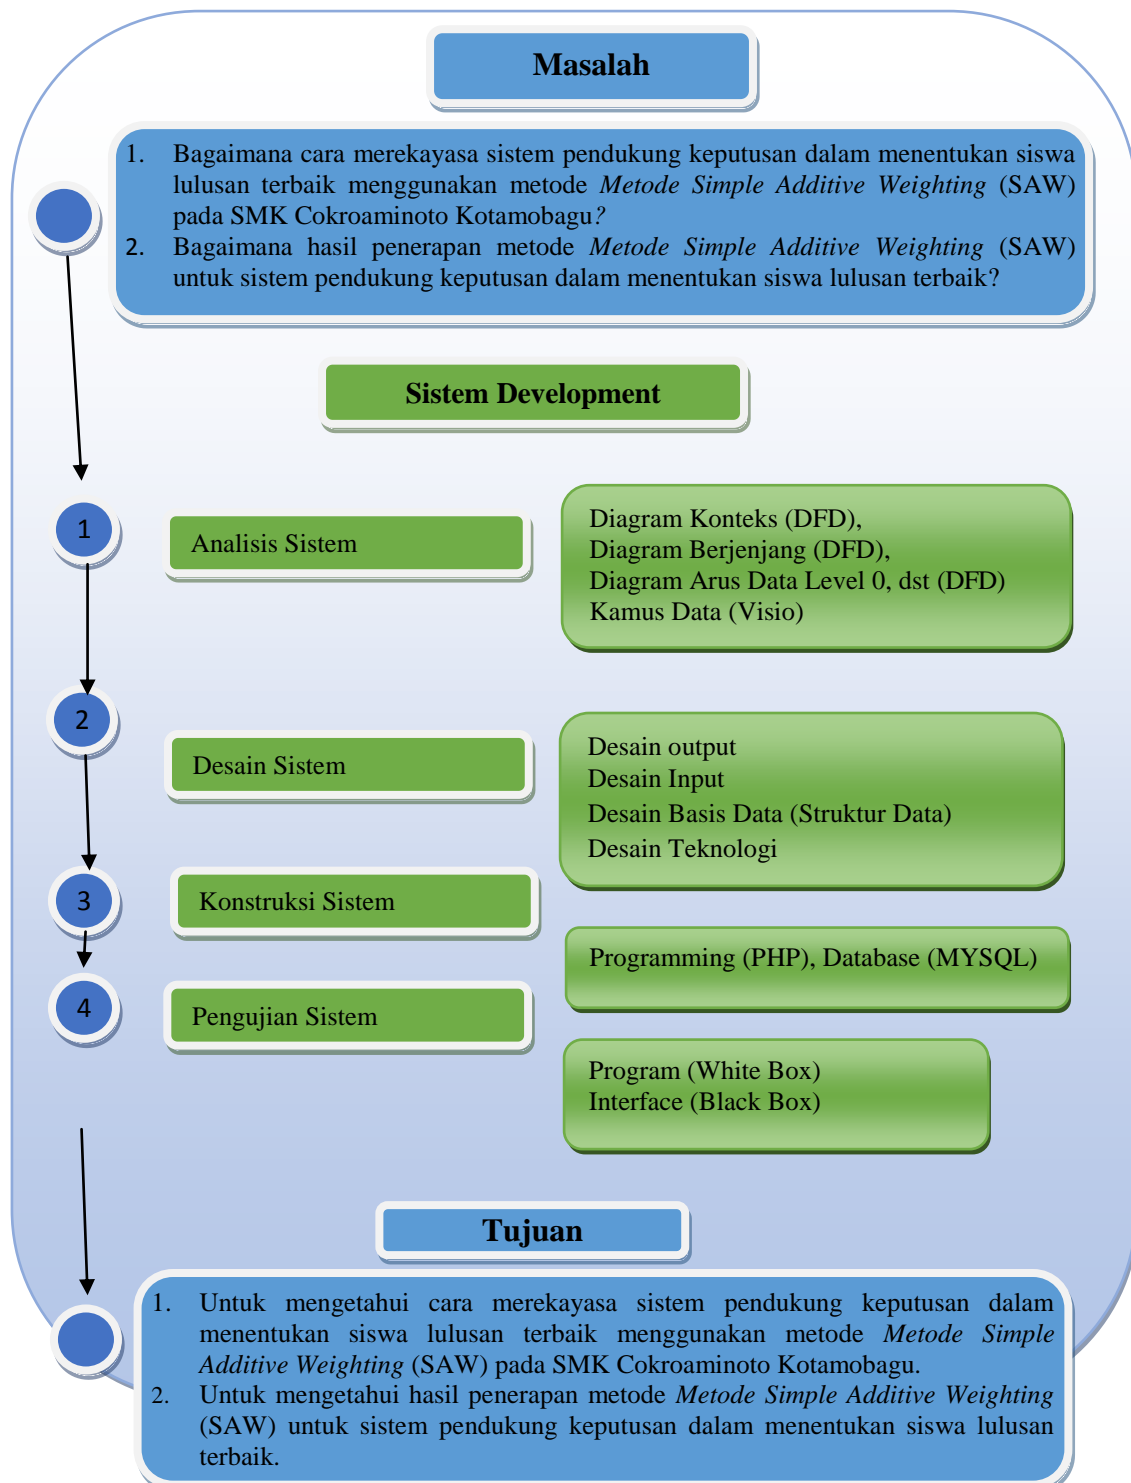 Masalah
1. Bagaimana cara merekayasa sistem pendukung keputusan dalam menentukan siswa
lulusan terbaik menggunakan metode Metode Simple Additive Weighting (SAW)
pada SMK Cokroaminoto Kotamobagu?
2. Bagaimana hasil penerapan metode Metode Simple Additive Weighting (SAW)
untuk sistem pendukung keputusan dalam menentukan siswa lulusan terbaik?
Sistem Development
1
Analisis Sistem
Diagram Konteks (DFD),
Diagram Berjenjang (DFD),
Diagram Arus Data Level 0, dst (DFD)
Kamus Data (Visio)
2
Desain Sistem
Desain output
Desain Input
Desain Basis Data (Struktur Data)
Desain Teknologi
3
Konstruksi Sistem
Programming (PHP), Database (MYSQL)
4
Pengujian Sistem
Program (White Box)
Interface (Black Box)
Tujuan
1. Untuk mengetahui cara merekayasa sistem pendukung keputusan dalam
menentukan siswa lulusan terbaik menggunakan metode Metode Simple
Additive Weighting (SAW) pada SMK Cokroaminoto Kotamobagu.
2. Untuk mengetahui hasil penerapan metode Metode Simple Additive Weighting
(SAW) untuk sistem pendukung keputusan dalam menentukan siswa lulusan
terbaik.